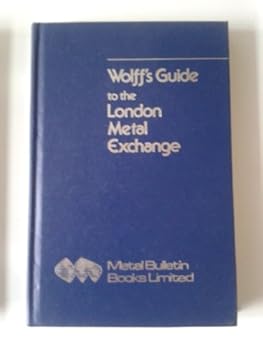 Wolff's Guide
to the
London
Metal
Exchange
Metal Bulletin
Books Limited